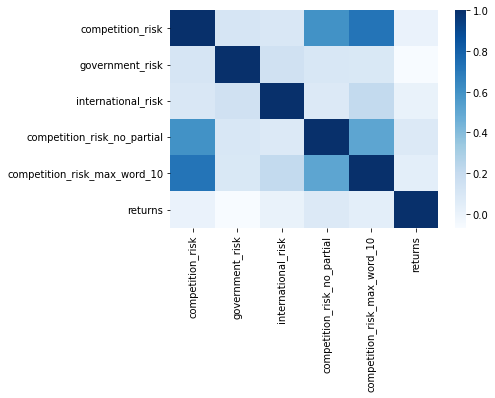 competition_risk
government_risk
international_risk
competition_risk_no_partial
competition_risk_max_word_10
returns
competition_risk
government_risk
international_risk
competition_risk_no_partial
competition_risk_max_word_10
returns
1.0
0.8
0.6
0.4
0.2
0.0